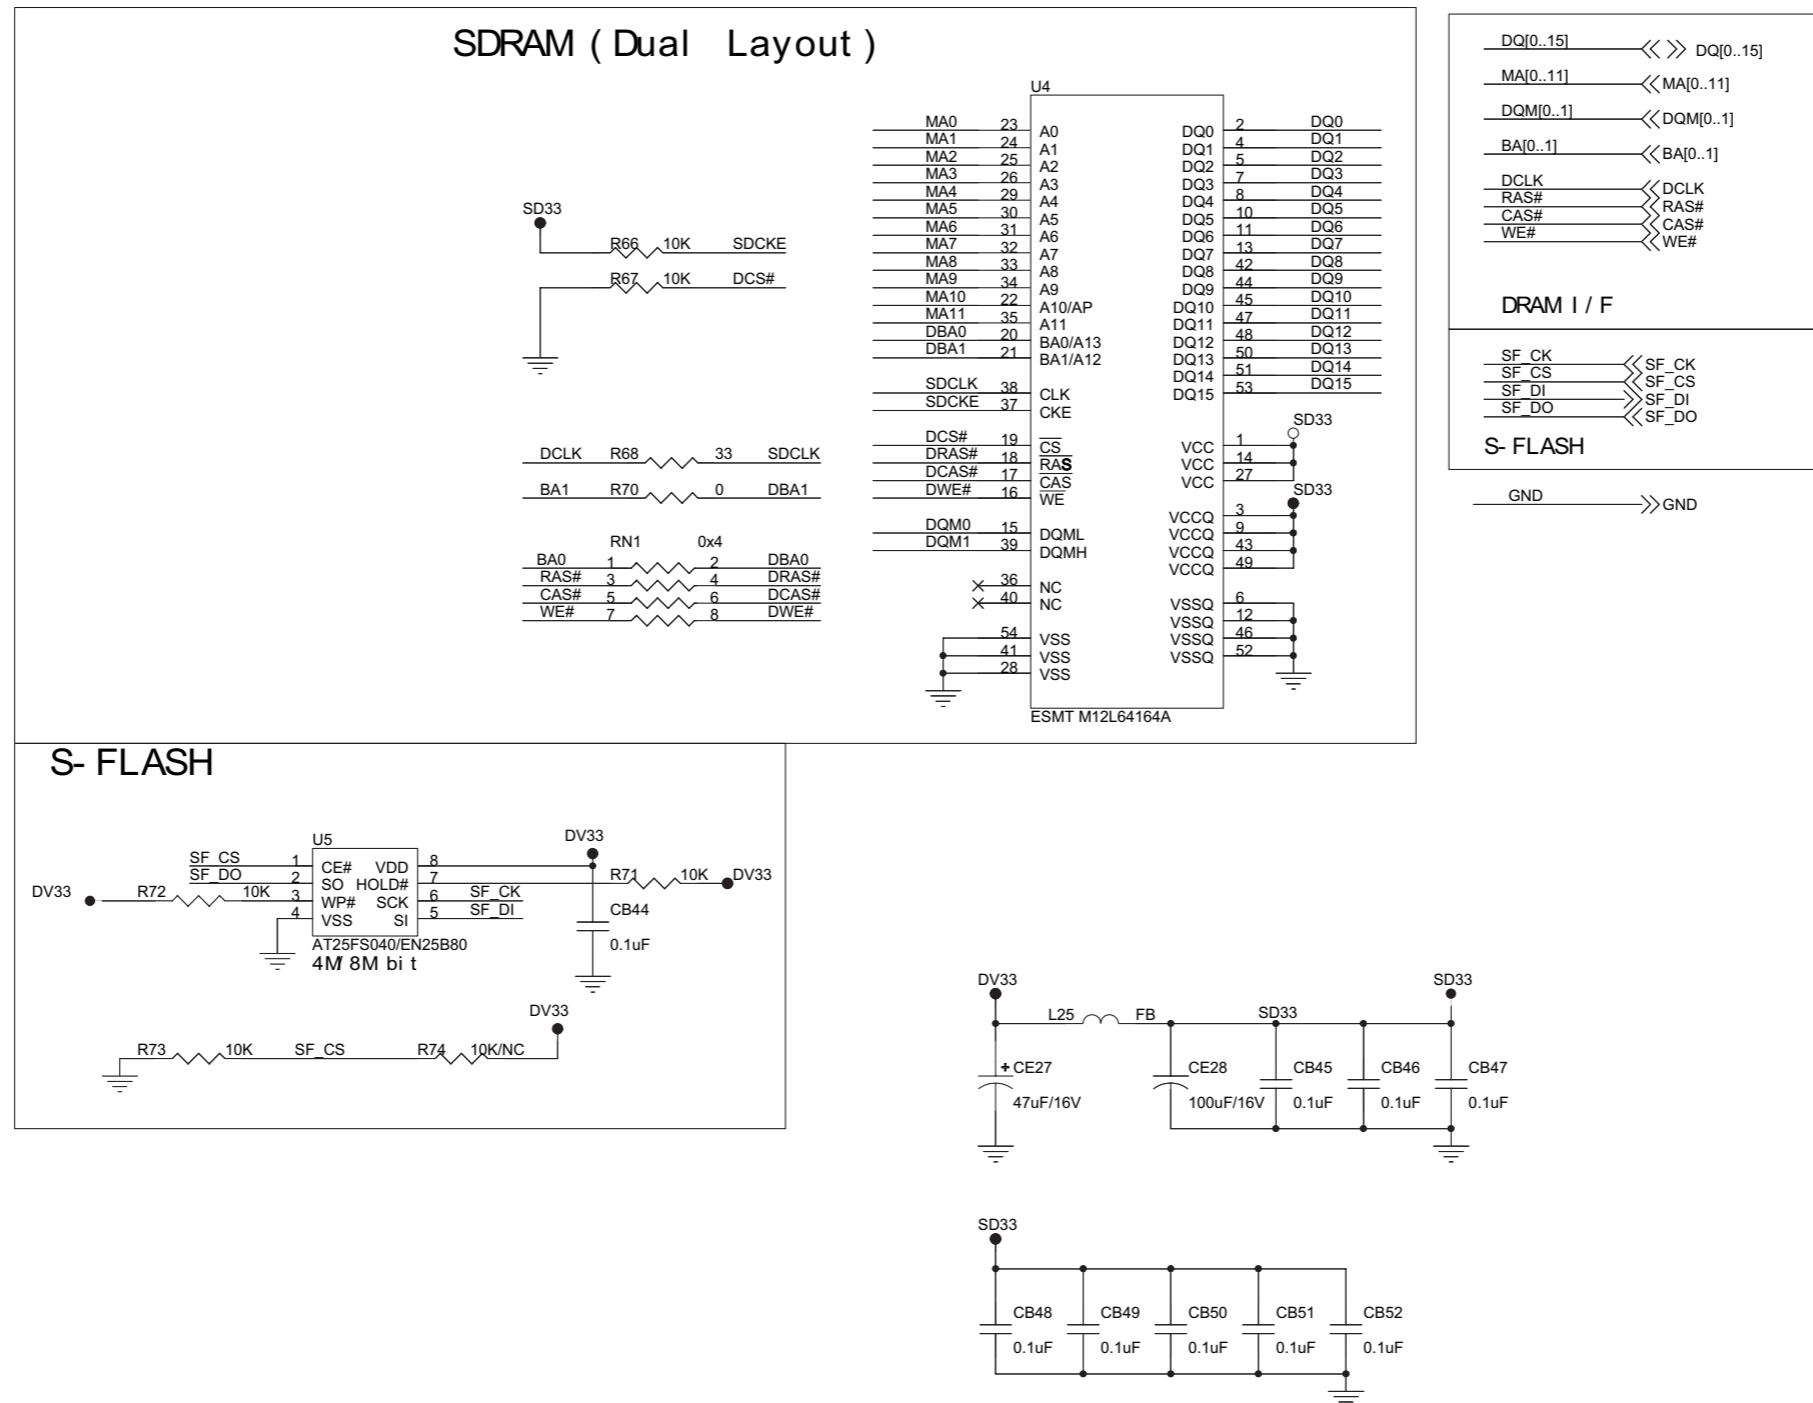 SDRAM ( Dual Layout )
SD33
R66 10K SDCKE
R67 10K DCS#
DCLK R68 33 SDCLK
BA1 R70 0 DBA1
RN1 0x4
BA0 1 2 DBA0
RAS# 3 4 DRAS#
CAS# 5 6 DCAS#
WE# 7 8 DWE#
U4
MA0 23 A0 DQ0 2 DQ0
MA1 24 A1 DQ1 4 DQ1
MA2 25 A2 DQ2 5 DQ2
MA3 26 A3 DQ3 7 DQ3
MA4 29 A4 DQ4 8 DQ4
MA5 30 A5 DQ5 10 DQ5
MA6 31 A6 DQ6 11 DQ6
MA7 32 A7 DQ7 13 DQ7
MA8 33 A8 DQ8 42 DQ8
MA9 34 A9 DQ9 44 DQ9
MA10 22 A10/AP DQ10 45 DQ10
MA11 35 A11 DQ11 47 DQ11
DBA0 20 BA0/A13 DQ12 48 DQ12
DBA1 21 BA1/A12 DQ13 50 DQ13
DQ14 51 DQ14
SDCLK 38 CLK DQ15 53 DQ15
SDCKE 37 CKE
SD33
DCS# 19 CS VCC 1
DRAS# 18 RAS VCC 14
DCAS# 17 CAS VCC 27
DWE# 16 WE SD33
VCCQ 3
DQM0 15 DQML VCCQ 9
DQM1 39 DQMH VCCQ 43
VCCQ 49
36 NC
40 NC VSSQ 6
VSSQ 12
54 VSS VSSQ 46
41 VSS VSSQ 52
28 VSS
ESMT M12L64164A
DQ[0..15] DQ[0..15]
MA[0..11] MA[0..11]
DQM[0..1] DQM[0..1]
BA[0..1] BA[0..1]
DCLK DCLK
RAS# RAS#
CAS# CAS#
WE# WE#
DRAM I / F
SF_CK SF_CK
SF_CS SF_CS
SF_DI SF_DI
SF_DO SF_DO
S- FLASH
GND GND
S- FLASH
U5
DV33
SF_CS 1 CE# VDD 8
SF_DO 2 SO HOLD# 7 R71 10K DV33
DV33 R72 10K 3 WP# SCK 6 SF_CK
4 VSS SI 5 SF_DI
CB44
0.1uF
AT25FS040/EN25B80
4M/ 8M bit
DV33
R73 10K SF_CS R74 10K/NC
DV33 SD33
L25 FB SD33
+ CE27 CE28 CB45 CB46 CB47
47uF/16V 100uF/16V 0.1uF 0.1uF 0.1uF
SD33
CB48 CB49 CB50 CB51 CB52
0.1uF 0.1uF 0.1uF 0.1uF 0.1uF